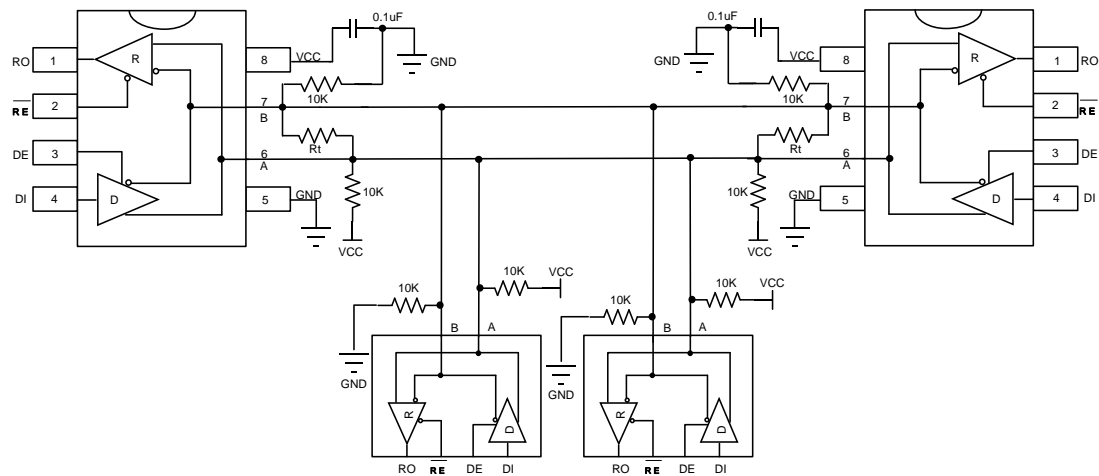 0.1uF
0.1uF
RO 1 R 8 VCC GND
GND VCC 8 R 1 RO
RE 2 10K 7 B
10K 7 B 2 RE
DE 3 Rt 6 A
Rt 6 A 3 DE
DI 4 D 5 GND 10K VCC
10K VCC GND 5 D 4 DI
10K 10K VCC
10K 10K VCC
B A
B A
GND
GND
R D
R D
RO RE DE DI
RO RE DE DI